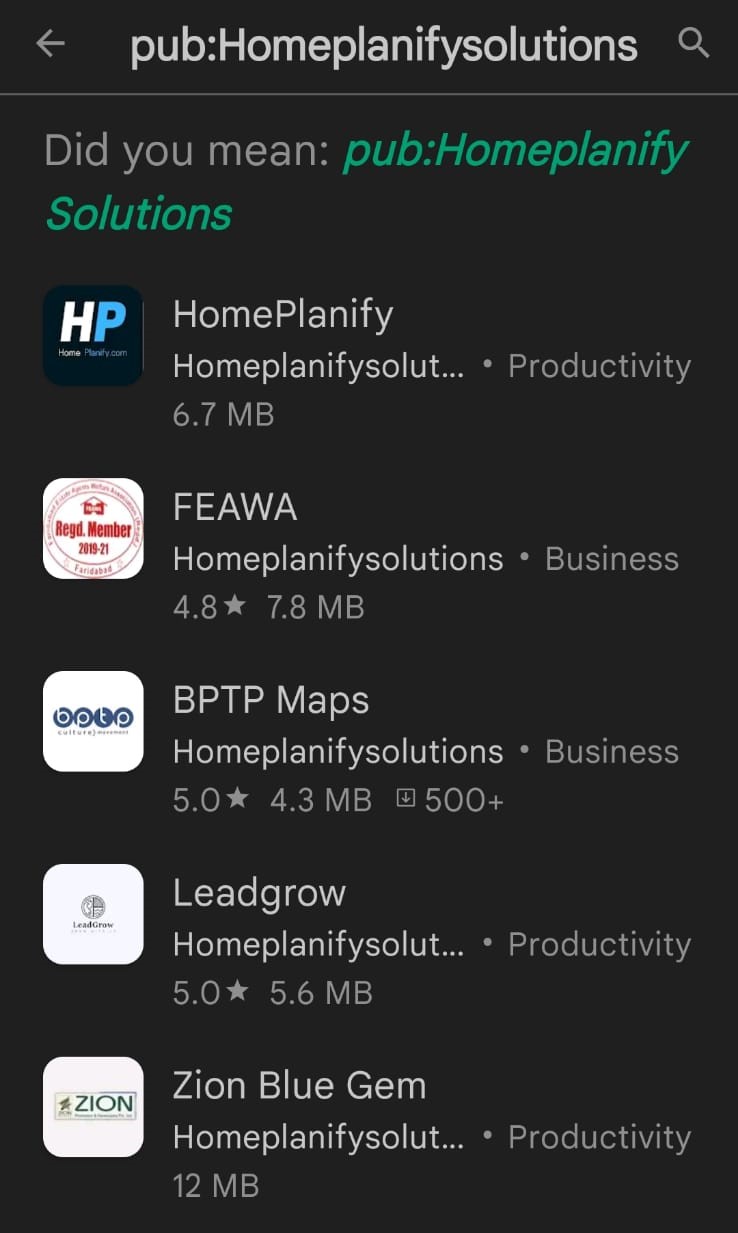 pub:Homeplanifysolutions
Did you mean: pub:Homeplanify
Solutions
HP
Home Planify.com
HomePlanify
Homeplanifysolut... • Productivity
6.7 MB
Regd. Member
2019-21
Faridabad
FEAWA
Homeplanifysolutions • Business
4.8★ 7.8 MB
bptp
culture}movement
BPTP Maps
Homeplanifysolutions • Business
5.0★ 4.3 MB 500+
LeadGrow
Leadgrow
Homeplanifysolut... • Productivity
5.0★ 5.6 MB
ZION
Zion Blue Gem
Homeplanifysolut... • Productivity
12 MB